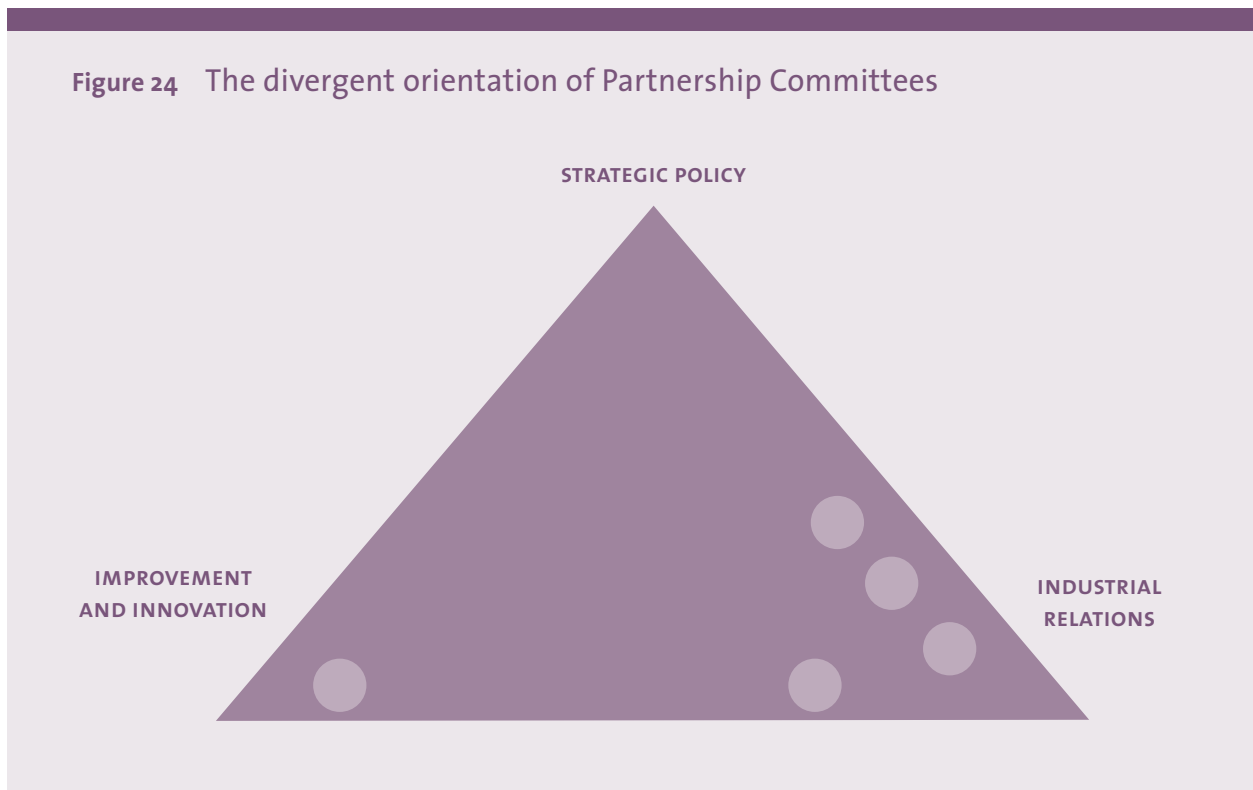 Figure 24 The divergent orientation of Partnership Committees
STRATEGIC POLICY
IMPROVEMENT
AND INNOVATION
INDUSTRIAL
RELATIONS